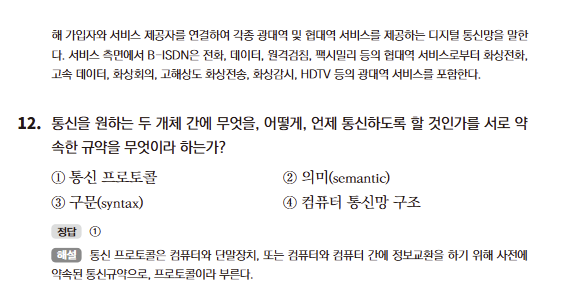 해 가입자와 서비스 제공자를 연결하여 각종 광대역 및 협대역 서비스를 제공하는 디지털 통신망을 말한
다. 서비스 측면에서 B-ISDN은 전화, 데이터, 원격검침, 팩시밀리 등의 협대역 서비스로부터 화상전화,
고속 데이터, 화상회의, 고해상도 화상전송, 화상감시, HDTV 등의 광대역 서비스를 포함한다.
12. 통신을 원하는 두 개체 간에 무엇을, 어떻게, 언제 통신하도록 할 것인가를 서로 약
속한 규약을 무엇이라 하는가?
① 통신 프로토콜 ② 의미(semantic)
③ 구문(syntax) ④ 컴퓨터 통신망 구조
정답 ①
해설 통신 프로토콜은 컴퓨터와 단말장치, 또는 컴퓨터와 컴퓨터 간에 정보교환을 하기 위해 사전에
약속된 통신규약으로, 프로토콜이라 부른다.